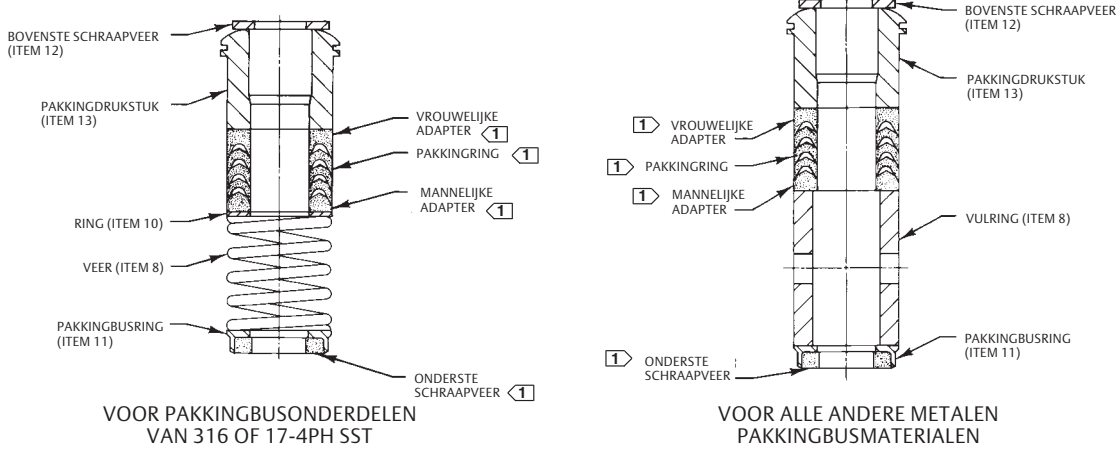 BOVENSTE SCHRAAPVEER
(ITEM 12)
PAKKINGDRUKSTUK
(ITEM 13)
VROUWELIJKE
ADAPTER 1
PAKKINGRING 1
MANNELIJKE
ADAPTER 1
RING (ITEM 10)
VEER (ITEM 8)
PAKKINGBUSRING
(ITEM 11)
ONDERSTE
SCHRAAPVEER 1
VOOR PAKKINGBUSONDERDELEN
VAN 316 OF 17-4PH SST
BOVENSTE SCHRAAPVEER
(ITEM 12)
PAKKINGDRUKSTUK
(ITEM 13)
1 VROUWELIJKE
ADAPTER
1 PAKKINGRING
1 MANNELIJKE
ADAPTER
VULRING (ITEM 8)
PAKKINGBUSRING
(ITEM 11)
1 ONDERSTE
SCHRAAPVEER
VOOR ALLE ANDERE METALEN
PAKKINGBUSMATERIALEN